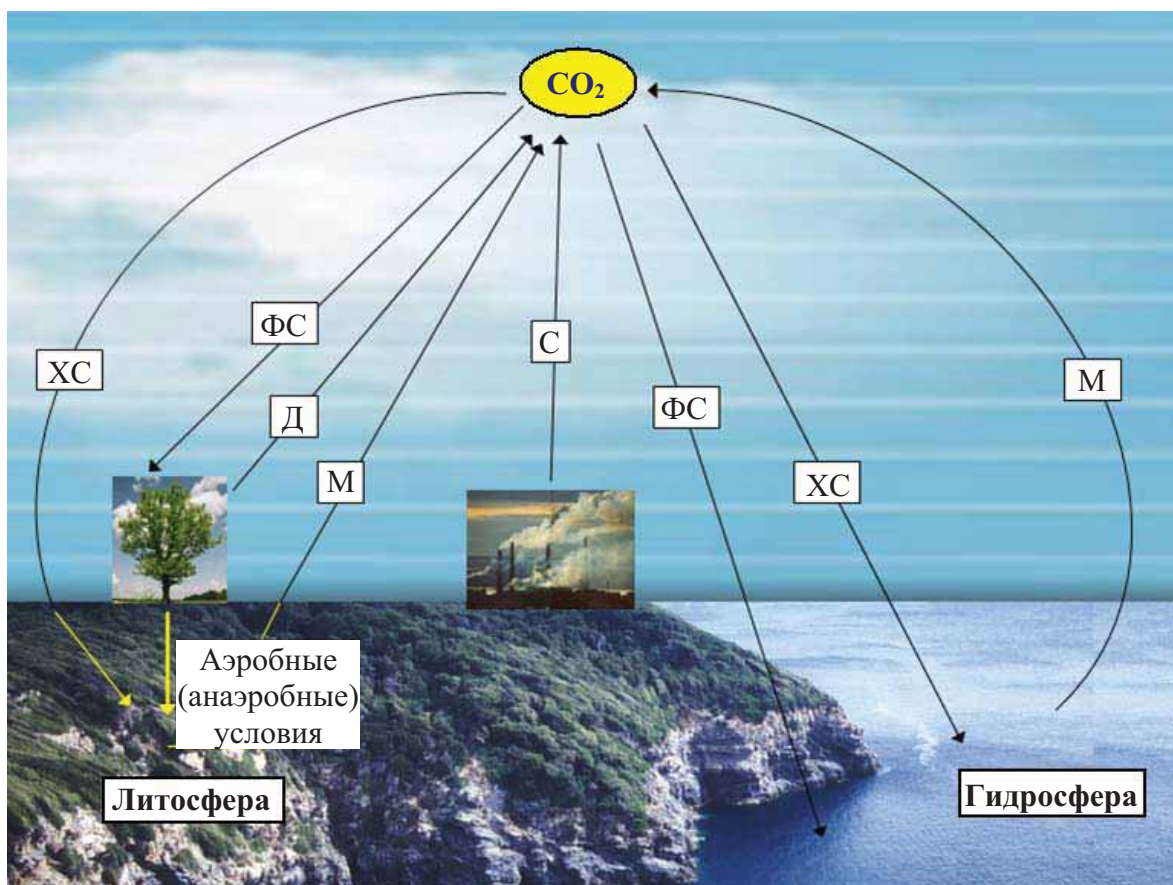 CO₂
ФС
С
ХС
М
Д
ФС
М
ХС
Аэробные
(анаэробные)
условия
Литосфера
Гидросфера